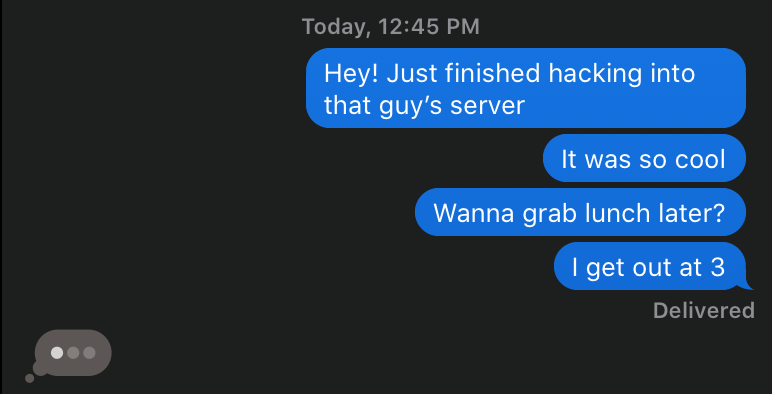 Today, 12:45 PM
Hey! Just finished hacking into
that guy’s server
It was so cool
Wanna grab lunch later?
I get out at 3
Delivered